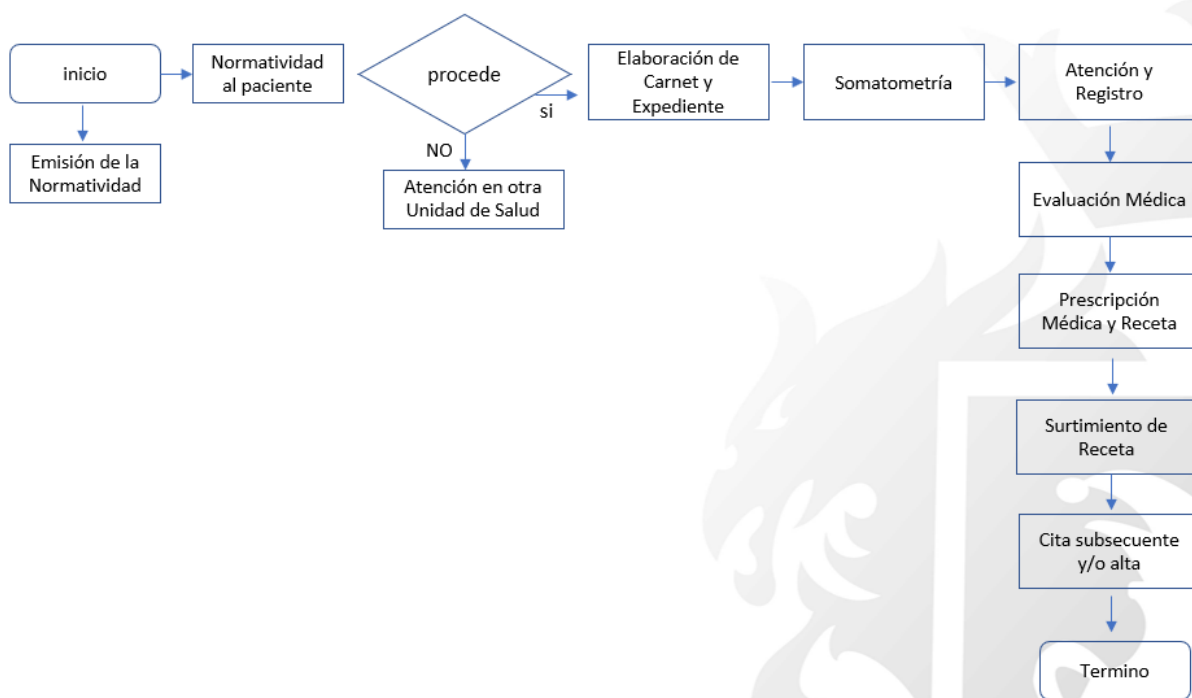 inicio
Normatividad
al paciente
procede
si
NO
Elaboración de
Carnet y
Expediente
Somatometría
Atención y
Registro
Emisión de la
Normatividad
Atención en otra
Unidad de Salud
Evaluación Médica
Prescripción
Médica y Receta
Surtimiento de
Receta
Cita subsecuente
y/o alta
Termino